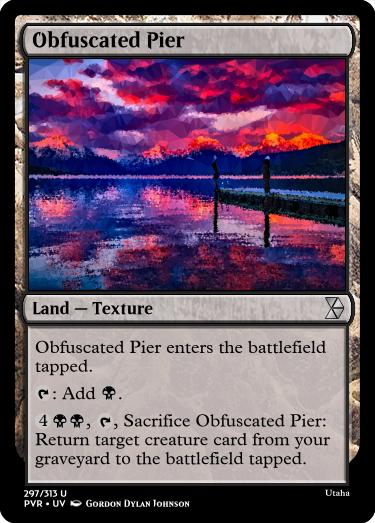 Obfuscated Pier
Land — Texture
Obfuscated Pier enters the battlefield
tapped.
: Add .
4 , , Sacrifice Obfuscated Pier:
Return target creature card from your
graveyard to the battlefield tapped.
297/313 U
Utaha
PVR • UV Gordon Dylan Johnson